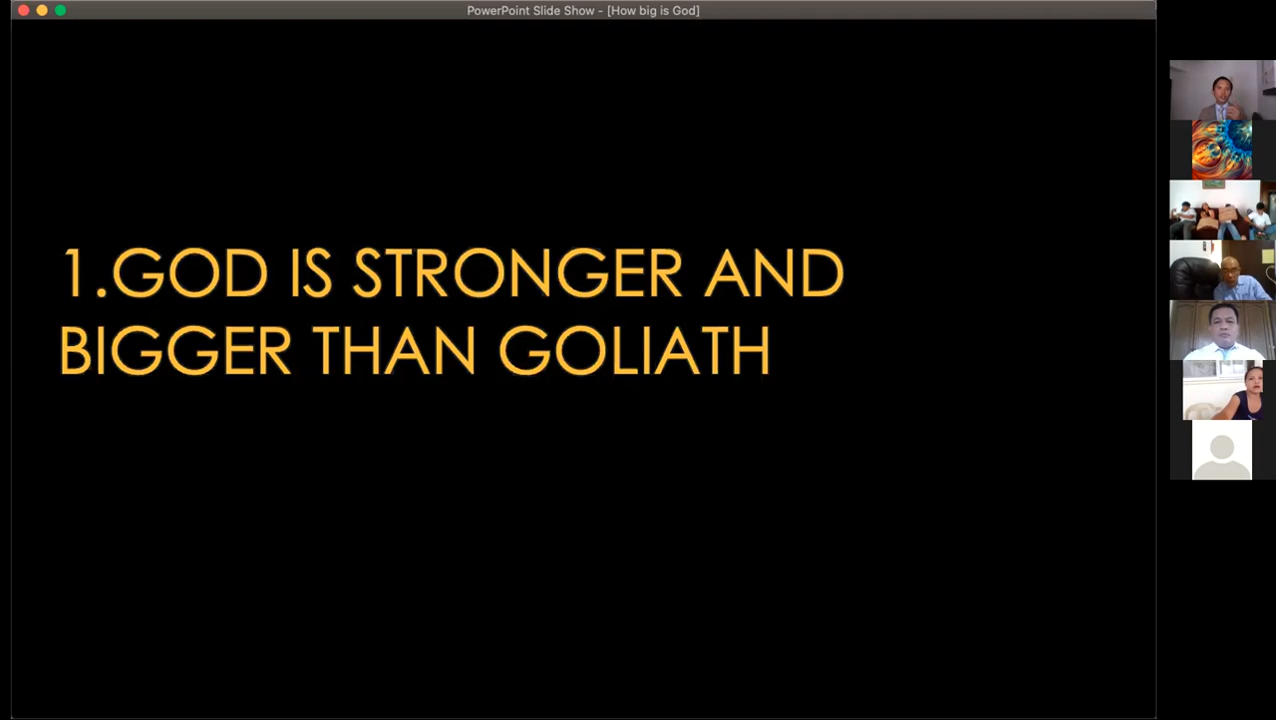 PowerPoint Slide Show - [How big is God]
1.GOD IS STRONGER AND
BIGGER THAN GOLIATH